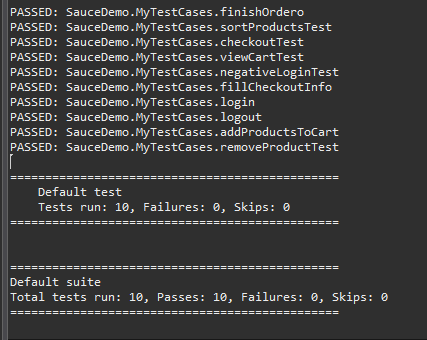 PASSED: SauceDemo.MyTestCases.finishOrdero
PASSED: SauceDemo.MyTestCases.sortProductsTest
PASSED: SauceDemo.MyTestCases.checkoutTest
PASSED: SauceDemo.MyTestCases.viewCartTest
PASSED: SauceDemo.MyTestCases.negativeLoginTest
PASSED: SauceDemo.MyTestCases.fillCheckoutInfo
PASSED: SauceDemo.MyTestCases.login
PASSED: SauceDemo.MyTestCases.logout
PASSED: SauceDemo.MyTestCases.addProductsToCart
PASSED: SauceDemo.MyTestCases.removeProductTest
===============================================
    Default test
    Tests run: 10, Failures: 0, Skips: 0
===============================================
===============================================
Default suite
Total tests run: 10, Passes: 10, Failures: 0, Skips: 0
===============================================